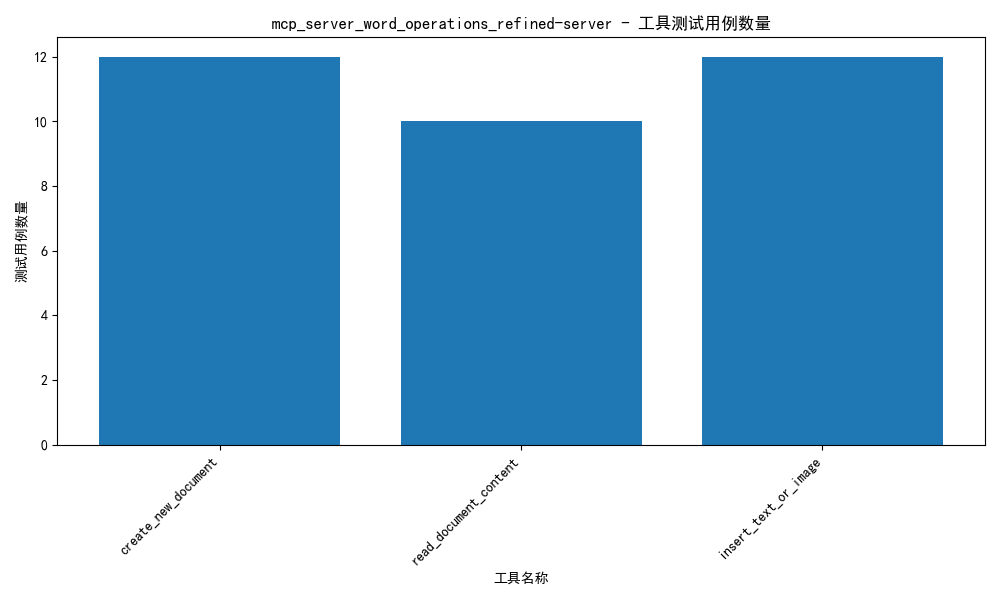 mcp_server_word_operations_refined-server - 工具测试用例数量
测试用例数量
12
10
8
6
4
2
0
create_new_document
read_document_content
insert_text_or_image
工具名称